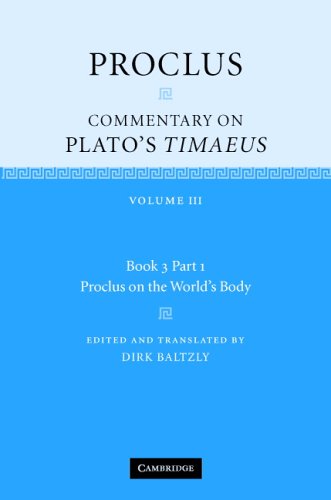 PROCLUS
COMMENTARY ON
PLATO'S TIMAEUS
VOLUME III
Book 3 Part 1
Proclus on the World's Body
EDITED AND TRANSLATED BY
DIRK BALTZLY
CAMBRIDGE